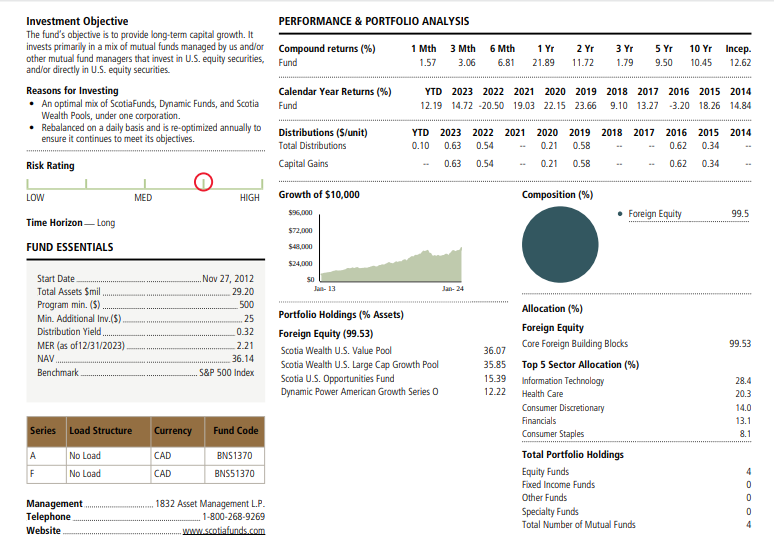 Investment Objective
The fund's objective is to provide long-term capital growth. It
invests primarily in a mix of mutual funds managed by us and/or
other mutual fund managers that invest in U.S. equity securities,
and/or directly in U.S. equity securities.
Reasons for Investing
• An optimal mix of ScotiaFunds, Dynamic Funds, and Scotia
Wealth Pools, under one corporation.
• Rebalanced on a daily basis and is re-optimized annually to
ensure it continues to meet its objectives.
Risk Rating
LOW MED HIGH
Time Horizon — Long
FUND ESSENTIALS
Start Date Nov 27, 2012
Total Assets $mil 29.20
Program min. ($) 500
Min. Additional Inv.($) 25
Distribution Yield 0.32
MER (as of12/31/2023) 2.21
NAV 36.14
Benchmark S&P 500 Index
Series Load Structure Currency Fund Code
A No Load CAD BNS1370
F No Load CAD BNS51370
Management 1832 Asset Management L.P.
Telephone 1-800-268-9269
Website www.scotiafunds.com
PERFORMANCE & PORTFOLIO ANALYSIS
Compound returns (%) 1 Mth 3 Mth 6 Mth 1 Yr 2 Yr 3 Yr 5 Yr 10 Yr Incep.
Fund 1.57 3.06 6.81 21.89 11.72 1.79 9.50 10.45 12.62
Calendar Year Returns (%) YTD 2023 2022 2021 2020 2019 2018 2017 2016 2015 2014
Fund 12.19 14.72 -20.50 19.03 22.15 23.66 9.10 13.27 -3.20 18.26 14.84
Distributions ($/unit) YTD 2023 2022 2021 2020 2019 2018 2017 2016 2015 2014
Total Distributions 0.10 0.63 0.54 -- 0.21 0.58 -- -- 0.62 0.34 --
Capital Gains -- 0.63 0.54 -- 0.21 0.58 -- -- 0.62 0.34 --
Growth of $10,000
$96,000
$72,000
$48,000
$24,000
$0
Jan- 13 Jan- 24
Portfolio Holdings (% Assets)
Foreign Equity (99.53)
Scotia Wealth U.S. Value Pool 36.07
Scotia Wealth U.S. Large Cap Growth Pool 35.85
Scotia U.S. Opportunities Fund 15.39
Dynamic Power American Growth Series O 12.22
Composition (%)
• Foreign Equity 99.5
Allocation (%)
Foreign Equity
Core Foreign Building Blocks 99.53
Top 5 Sector Allocation (%)
Information Technology 28.4
Health Care 20.3
Consumer Discretionary 14.0
Financials 13.1
Consumer Staples 8.1
Total Portfolio Holdings
Equity Funds 4
Fixed Income Funds 0
Other Funds 0
Specialty Funds 0
Total Number of Mutual Funds 4